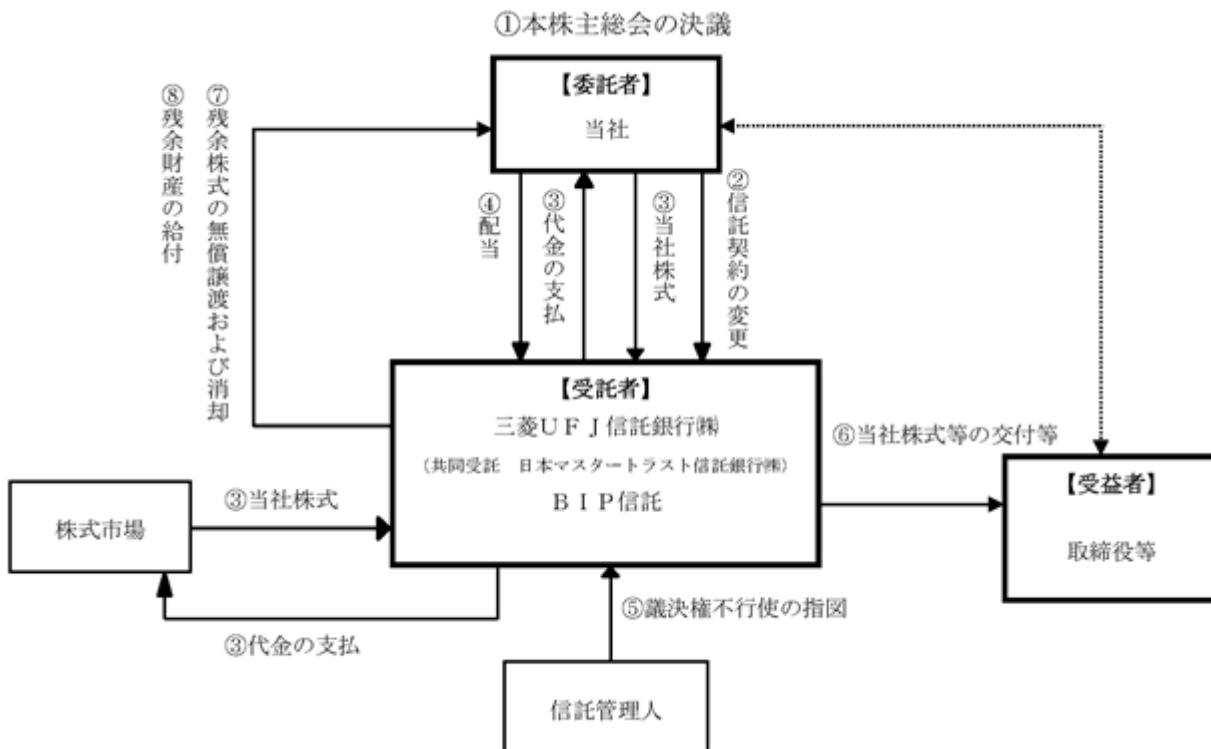 ①本株主総会の決議
【委託者】
当社
⑧残余財産の給付
⑦残余株式の無償譲渡および消却
④配当
③代金の支払
③当社株式
②信託契約の変更
【受託者】
三菱UFJ信託銀行㈱
（共同受託　日本マスタートラスト信託銀行㈱）
BIP信託
⑥当社株式等の交付等
【受益者】
取締役等
③当社株式
株式市場
③代金の支払
⑤議決権不行使の指図
信託管理人